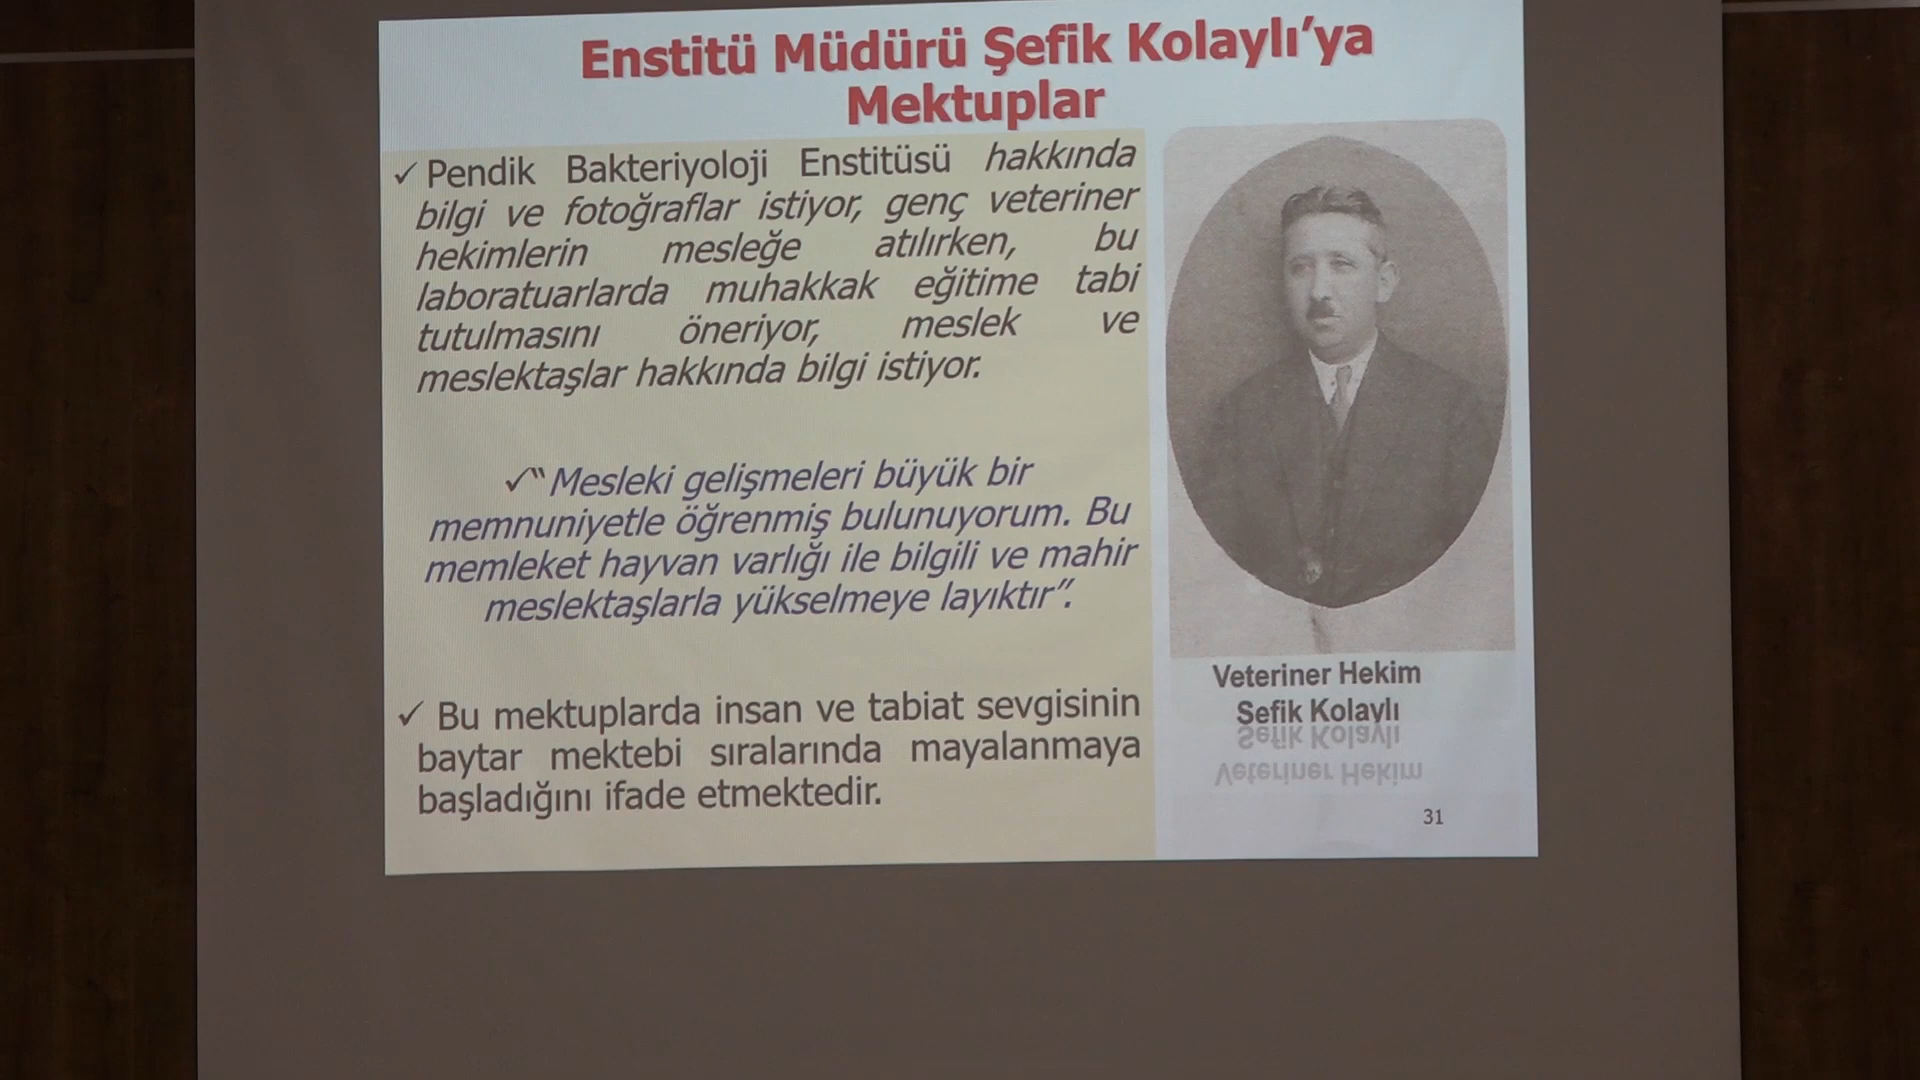 Enstitü Müdürü Şefik Kolaylı'ya
Mektuplar
✓ Pendik Bakteriyoloji Enstitüsü hakkında
bilgi ve fotoğraflar istiyor, genç veteriner
hekimlerin mesleğe atılırken, bu
laboratuarlarda muhakkak eğitime tabi
tutulmasını öneriyor, meslek ve
meslektaşlar hakkında bilgi istiyor.
✓"Mesleki gelişmeleri büyük bir
memnuniyetle öğrenmiş bulunuyorum. Bu
memleket hayvan varlığı ile bilgili ve mahir
meslektaşlarla yükselmeye layıktır".
✓ Bu mektuplarda insan ve tabiat sevgisinin
baytar mektebi sıralarında mayalanmaya
başladığını ifade etmektedir.
Veteriner Hekim
Şefik Kolaylı
31